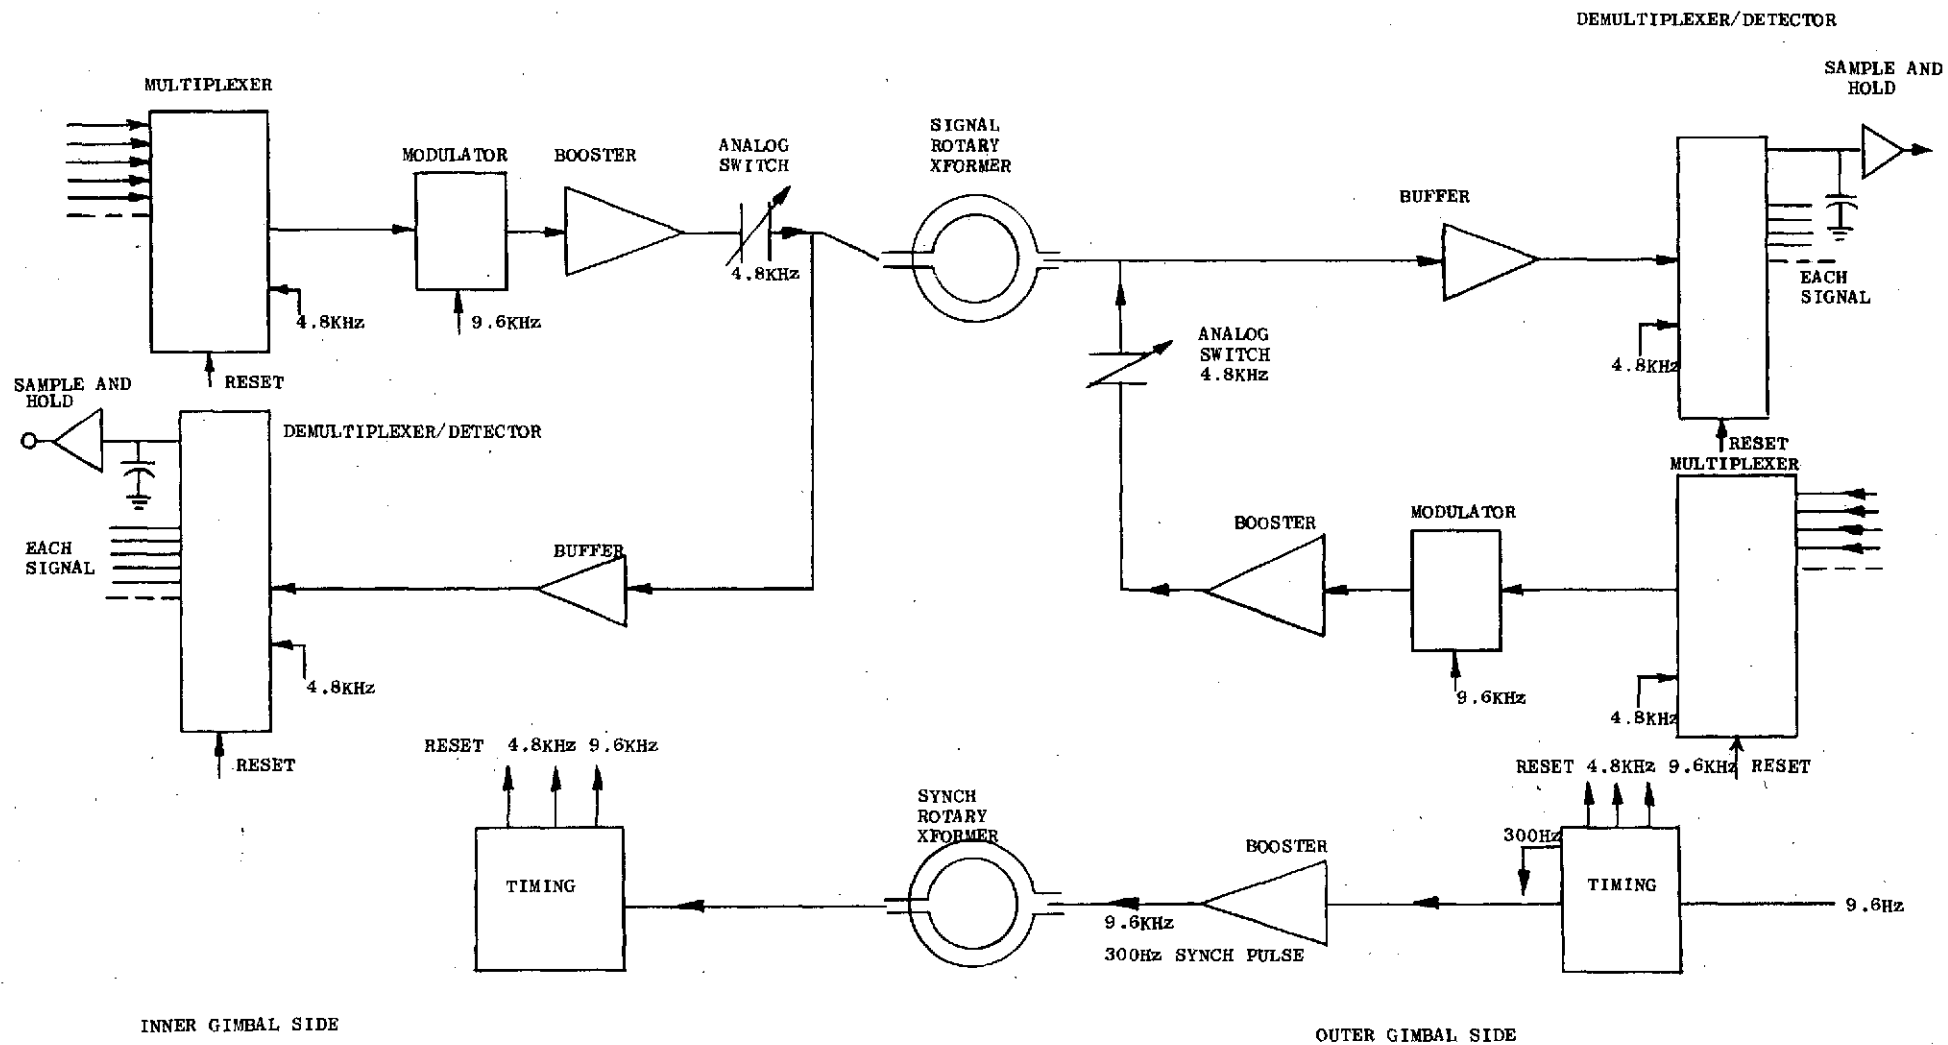 DEMULTIPLEXER/DETECTOR
SAMPLE AND
HOLD
MULTIPLEXER
SIGNAL
ROTARY
XFORMER
ANALOG
SWITCH
MODULATOR
BOOSTER
BUFFER
4.8KHz
EACH
SIGNAL
4.8KHz
9.6KHz
ANALOG
SWITCH
4.8KHz
4.8KHz
RESET
SAMPLE AND
HOLD
DEMULTIPLEXER/DETECTOR
RESET
MULTIPLEXER
MODULATOR
BOOSTER
EACH
SIGNAL
BUFFER
4.8KHz
9.6KHz
4.8KHz
RESET
RESET 4.8KHz 9.6KHz
RESET 4.8KHz 9.6KHz RESET
SYNCH
ROTARY
XFORMER
300Hz
BOOSTER
TIMING
TIMING
9.6Hz
9.6KHz
300Hz SYNCH PULSE
INNER GIMBAL SIDE
OUTER GIMBAL SIDE